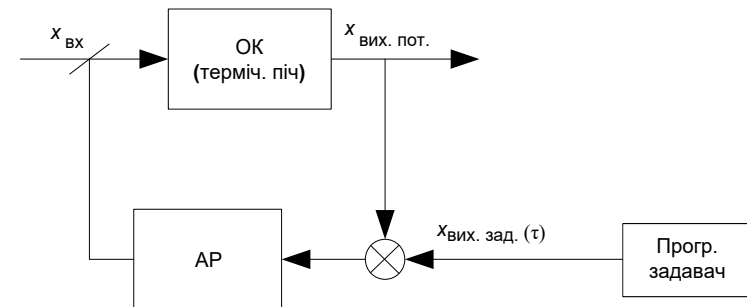 x вх
ОК
(терміч. піч)
x вих. пот.
АР
x вих. зад. (τ)
Прогр.
задавач